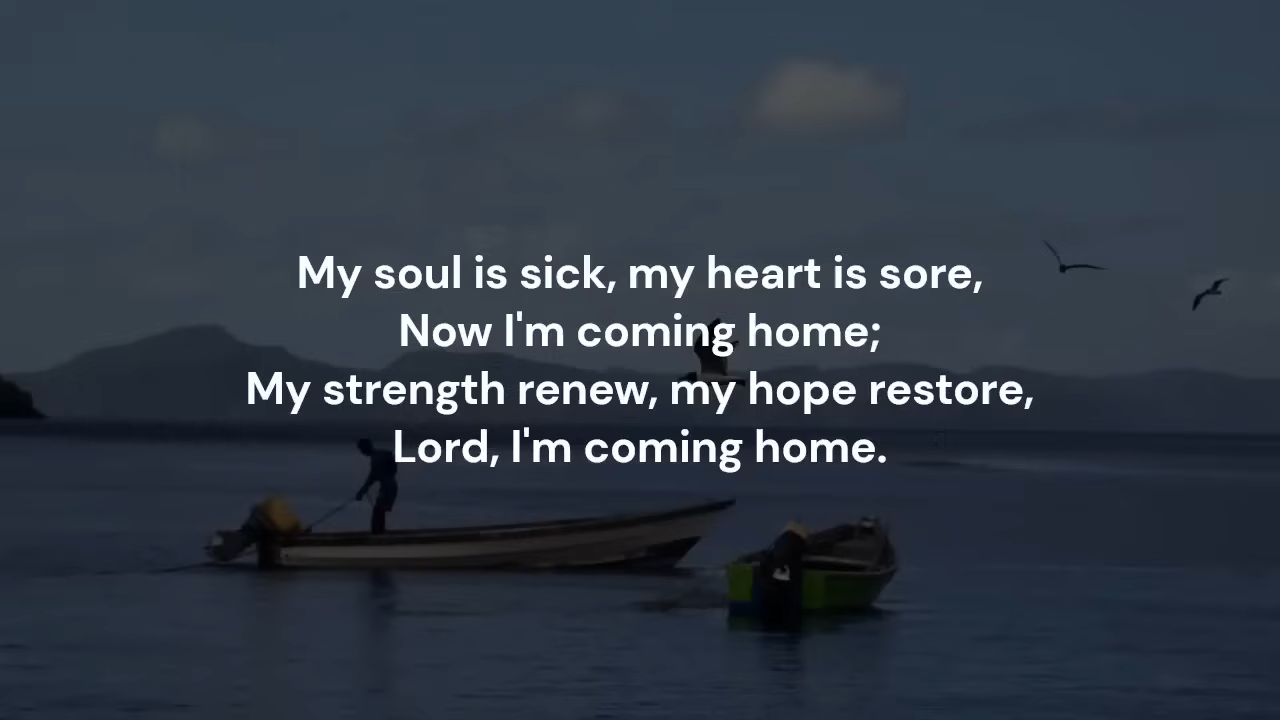 My soul is sick, my heart is sore,
Now I'm coming home;
My strength renew, my hope restore,
Lord, I'm coming home.